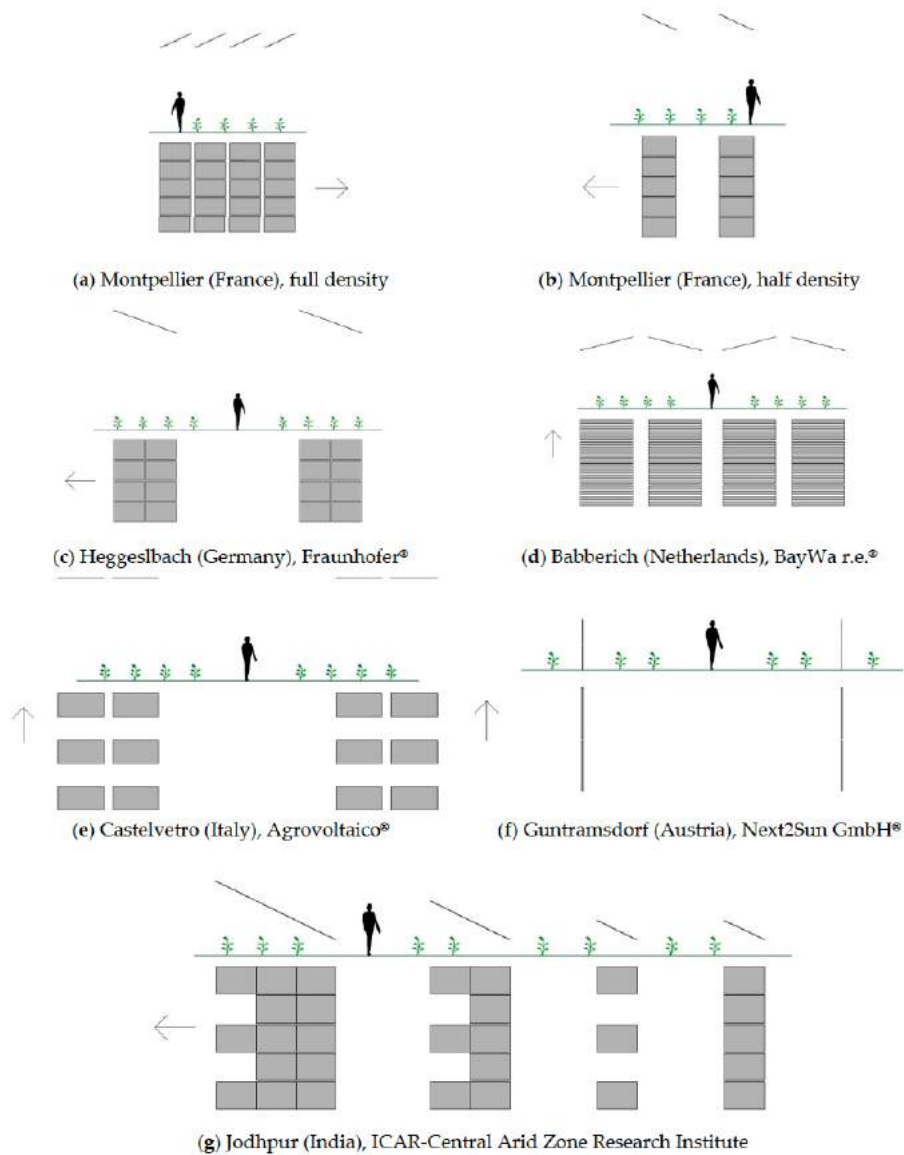 (a) Montpellier (France), full density
(b) Montpellier (France), half density
(c) Heggeslbach (Germany), Fraunhofer®
(d) Babberich (Netherlands), BayWa r.e.®
(e) Castelvetro (Italy), Agrovoltaico®
(f) Guntramsdorf (Austria), Next2Sun GmbH®
(g) Jodhpur (India), ICAR-Central Arid Zone Research Institute